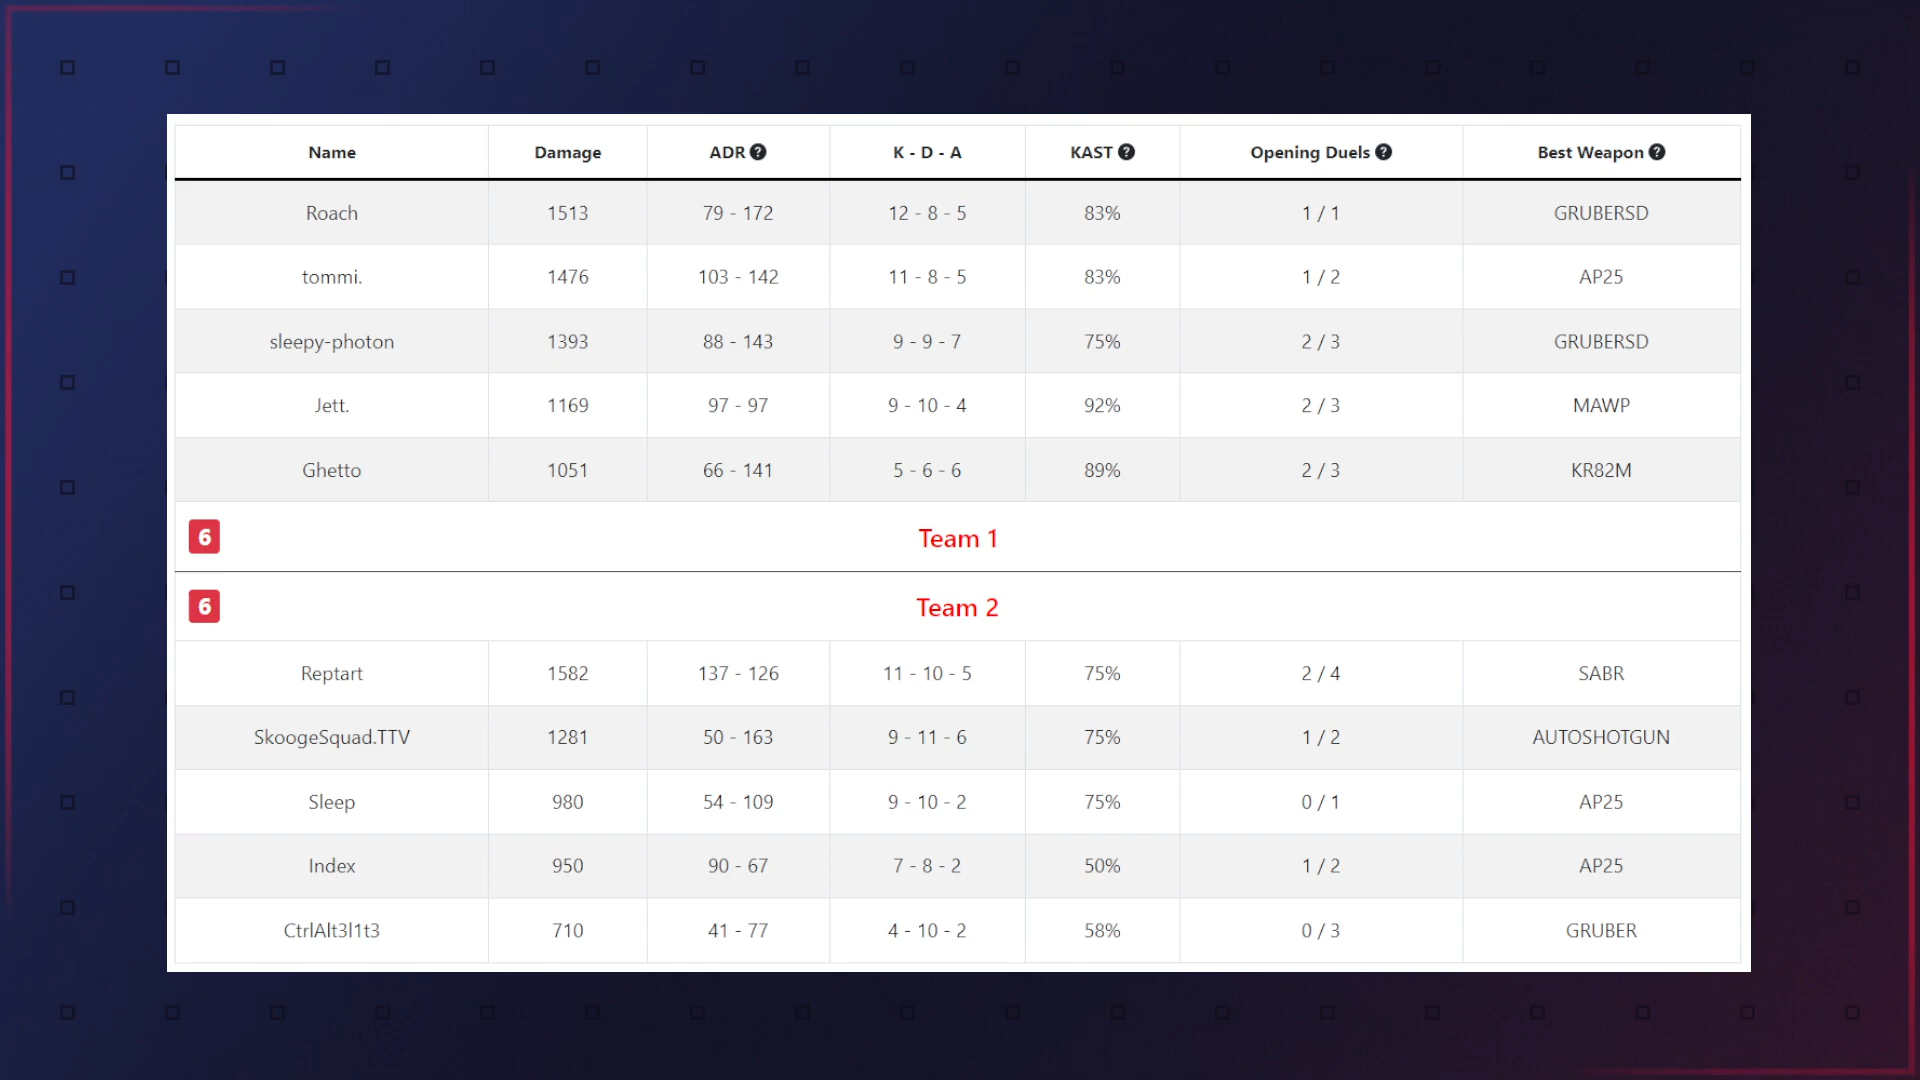 Name Damage ADR ? K - D - A KAST ? Opening Duels ? Best Weapon ?
Roach 1513 79 - 172 12 - 8 - 5 83% 1 / 1 GRUBERSD
tommi. 1476 103 - 142 11 - 8 - 5 83% 1 / 2 AP25
sleepy-photon 1393 88 - 143 9 - 9 - 7 75% 2 / 3 GRUBERSD
Jett. 1169 97 - 97 9 - 10 - 4 92% 2 / 3 MAWP
Ghetto 1051 66 - 141 5 - 6 - 6 89% 2 / 3 KR82M
6 Team 1
6 Team 2
Reptart 1582 137 - 126 11 - 10 - 5 75% 2 / 4 SABR
SkoogeSquad.TTV 1281 50 - 163 9 - 11 - 6 75% 1 / 2 AUTOSHOTGUN
Sleep 980 54 - 109 9 - 10 - 2 75% 0 / 1 AP25
Index 950 90 - 67 7 - 8 - 2 50% 1 / 2 AP25
CtrlAlt3l1t3 710 41 - 77 4 - 10 - 2 58% 0 / 3 GRUBER